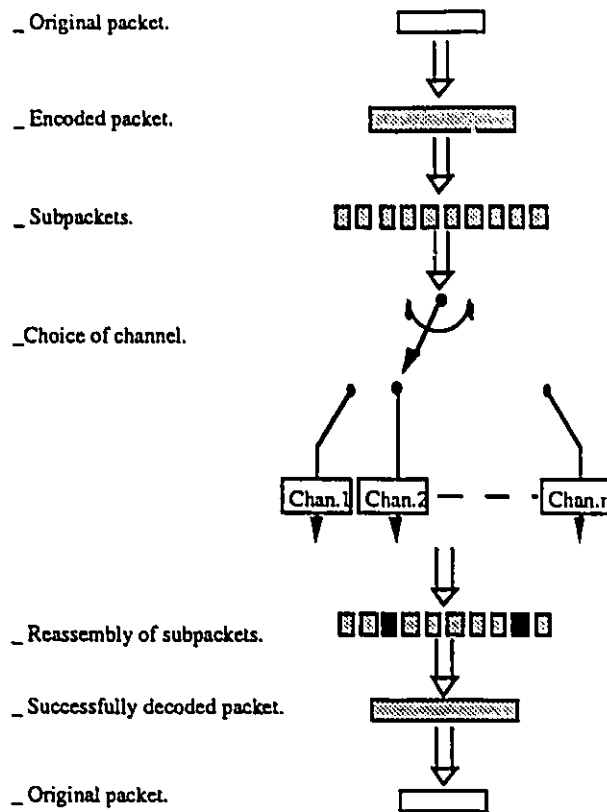 _ Original packet.
_ Encoded packet.
_ Subpackets.
_Choice of channel.
Chan.1 Chan.2 Chan.n
_ Reassembly of subpackets.
_ Successfully decoded packet.
_ Original packet.